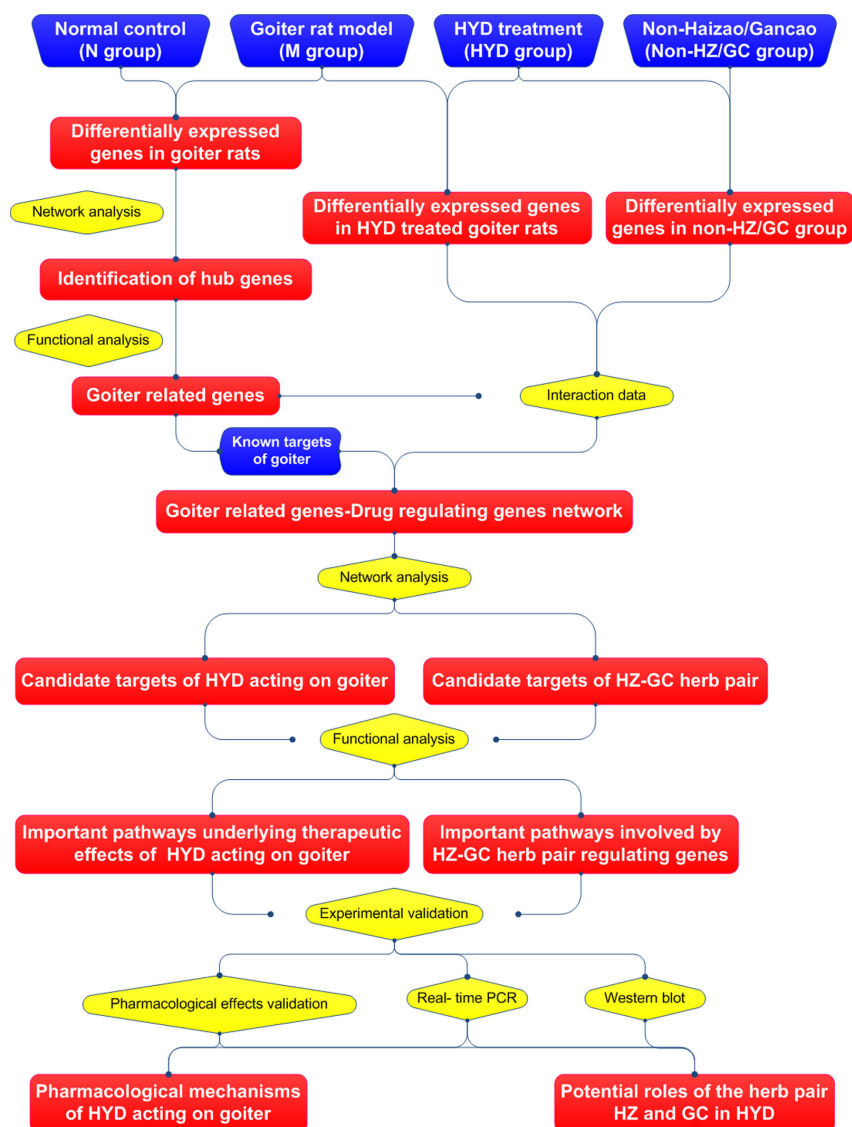 Normal control
(N group)
Goiter rat model
(M group)
HYD treatment
(HYD group)
Non-Haizao/Gancao
(Non-HZ/GC group)
Differentially expressed
genes in goiter rats
Network analysis
Differentially expressed genes
in HYD treated goiter rats
Differentially expressed
genes in non-HZ/GC group
Identification of hub genes
Functional analysis
Goiter related genes
Interaction data
Known targets
of goiter
Goiter related genes-Drug regulating genes network
Network analysis
Candidate targets of HYD acting on goiter
Candidate targets of HZ-GC herb pair
Functional analysis
Important pathways underlying therapeutic
effects of HYD acting on goiter
Important pathways involved by
HZ-GC herb pair regulating genes
Experimental validation
Pharmacological effects validation
Real- time PCR
Western blot
Pharmacological mechanisms
of HYD acting on goiter
Potential roles of the herb pair
HZ and GC in HYD